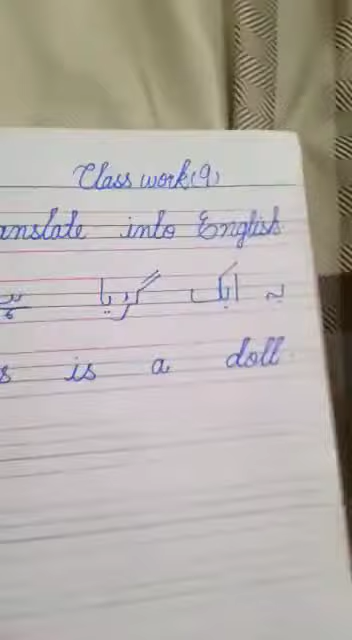 Class work(9)
anslate into English
یہ ایک گڑیا ہے
s is a doll